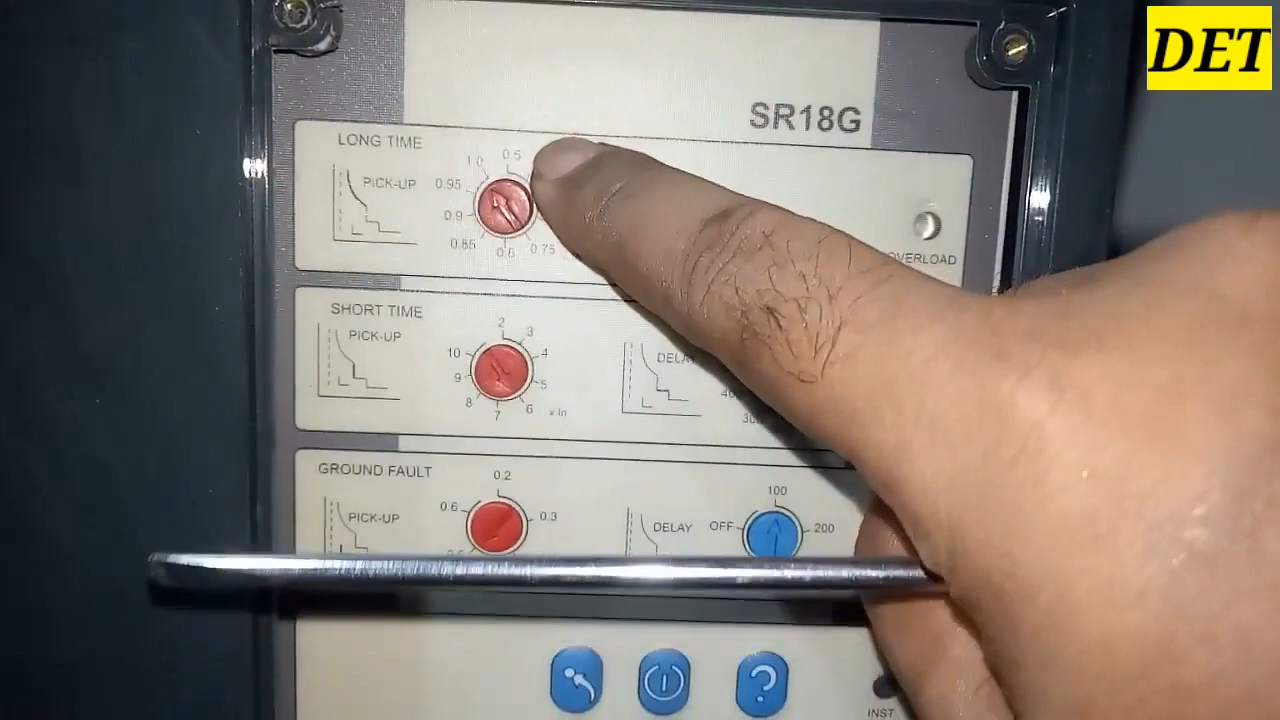 DET
SR18G
LONG TIME
PICK-UP
0.5
1.0
0.95
0.9
0.85
0.8
0.75
OVERLOAD
SHORT TIME
PICK-UP
2
3
4
5
6
7
8
9
10
x In
DELAY
GROUND FAULT
PICK-UP
0.2
0.3
0.6
DELAY
OFF
100
200
INST